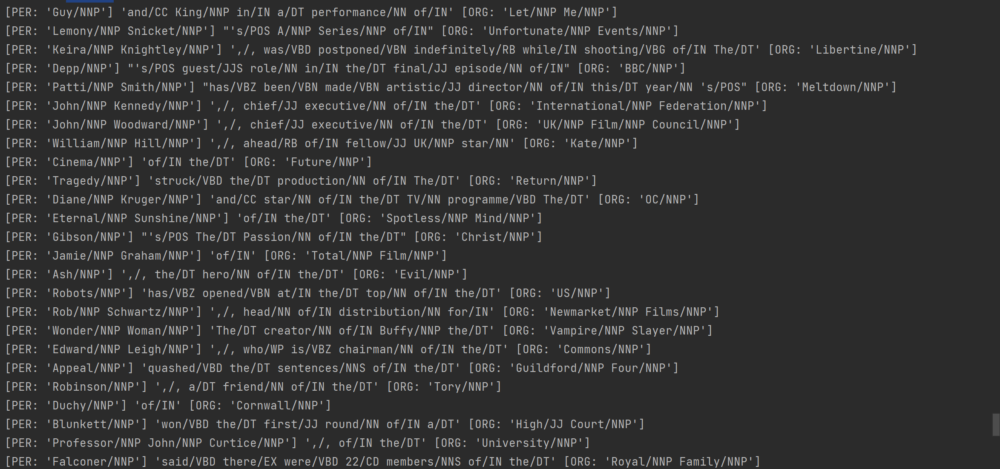 [PER: 'Guy/NNP'] 'and/CC King/NNP in/IN a/DT performance/NN of/IN' [ORG: 'Let/NNP Me/NNP']
[PER: 'Lemony/NNP Snicket/NNP'] "'s/POS A/NNP Series/NNP of/IN" [ORG: 'Unfortunate/NNP Events/NNP']
[PER: 'Keira/NNP Knightley/NNP'] ',/, was/VBD postponed/VBN indefinitely/RB while/IN shooting/VBG of/IN The/DT' [ORG: 'Libertine/NNP']
[PER: 'Depp/NNP'] "'s/POS guest/JJS role/NN in/IN the/DT final/JJ episode/NN of/IN" [ORG: 'BBC/NNP']
[PER: 'Patti/NNP Smith/NNP'] "has/VBZ been/VBN made/VBN artistic/JJ director/NN of/IN this/DT year/NN 's/POS" [ORG: 'Meltdown/NNP']
[PER: 'John/NNP Kennedy/NNP'] ',/, chief/JJ executive/NN of/IN the/DT' [ORG: 'International/NNP Federation/NNP']
[PER: 'John/NNP Woodward/NNP'] ',/, chief/JJ executive/NN of/IN the/DT' [ORG: 'UK/NNP Film/NNP Council/NNP']
[PER: 'William/NNP Hill/NNP'] ',/, ahead/RB of/IN fellow/JJ UK/NNP star/NN' [ORG: 'Kate/NNP']
[PER: 'Cinema/NNP'] 'of/IN the/DT' [ORG: 'Future/NNP']
[PER: 'Tragedy/NNP'] 'struck/VBD the/DT production/NN of/IN The/DT' [ORG: 'Return/NNP']
[PER: 'Diane/NNP Kruger/NNP'] 'and/CC star/NN of/IN the/DT TV/NN programme/VBD The/DT' [ORG: 'OC/NNP']
[PER: 'Eternal/NNP Sunshine/NNP'] 'of/IN the/DT' [ORG: 'Spotless/NNP Mind/NNP']
[PER: 'Gibson/NNP'] "'s/POS The/DT Passion/NN of/IN the/DT" [ORG: 'Christ/NNP']
[PER: 'Jamie/NNP Graham/NNP'] 'of/IN' [ORG: 'Total/NNP Film/NNP']
[PER: 'Ash/NNP'] ',/, the/DT hero/NN of/IN the/DT' [ORG: 'Evil/NNP']
[PER: 'Robots/NNP'] 'has/VBZ opened/VBN at/IN the/DT top/NN of/IN the/DT' [ORG: 'US/NNP']
[PER: 'Rob/NNP Schwartz/NNP'] ',/, head/NN of/IN distribution/NN for/IN' [ORG: 'Newmarket/NNP Films/NNP']
[PER: 'Wonder/NNP Woman/NNP'] 'The/DT creator/NN of/IN Buffy/NNP the/DT' [ORG: 'Vampire/NNP Slayer/NNP']
[PER: 'Edward/NNP Leigh/NNP'] ',/, who/WP is/VBZ chairman/NN of/IN the/DT' [ORG: 'Commons/NNP']
[PER: 'Appeal/NNP'] 'quashed/VBD the/DT sentences/NNS of/IN the/DT' [ORG: 'Guildford/NNP Four/NNP']
[PER: 'Robinson/NNP'] ',/, a/DT friend/NN of/IN the/DT' [ORG: 'Tory/NNP']
[PER: 'Duchy/NNP'] 'of/IN' [ORG: 'Cornwall/NNP']
[PER: 'Blunkett/NNP'] 'won/VBD the/DT first/JJ round/NN of/IN a/DT' [ORG: 'High/JJ Court/NNP']
[PER: 'Professor/NNP John/NNP Curtice/NNP'] ',/, of/IN the/DT' [ORG: 'University/NNP']
[PER: 'Falconer/NNP'] 'said/VBD there/EX were/VBD 22/CD members/NNS of/IN the/DT' [ORG: 'Royal/NNP Family/NNP']